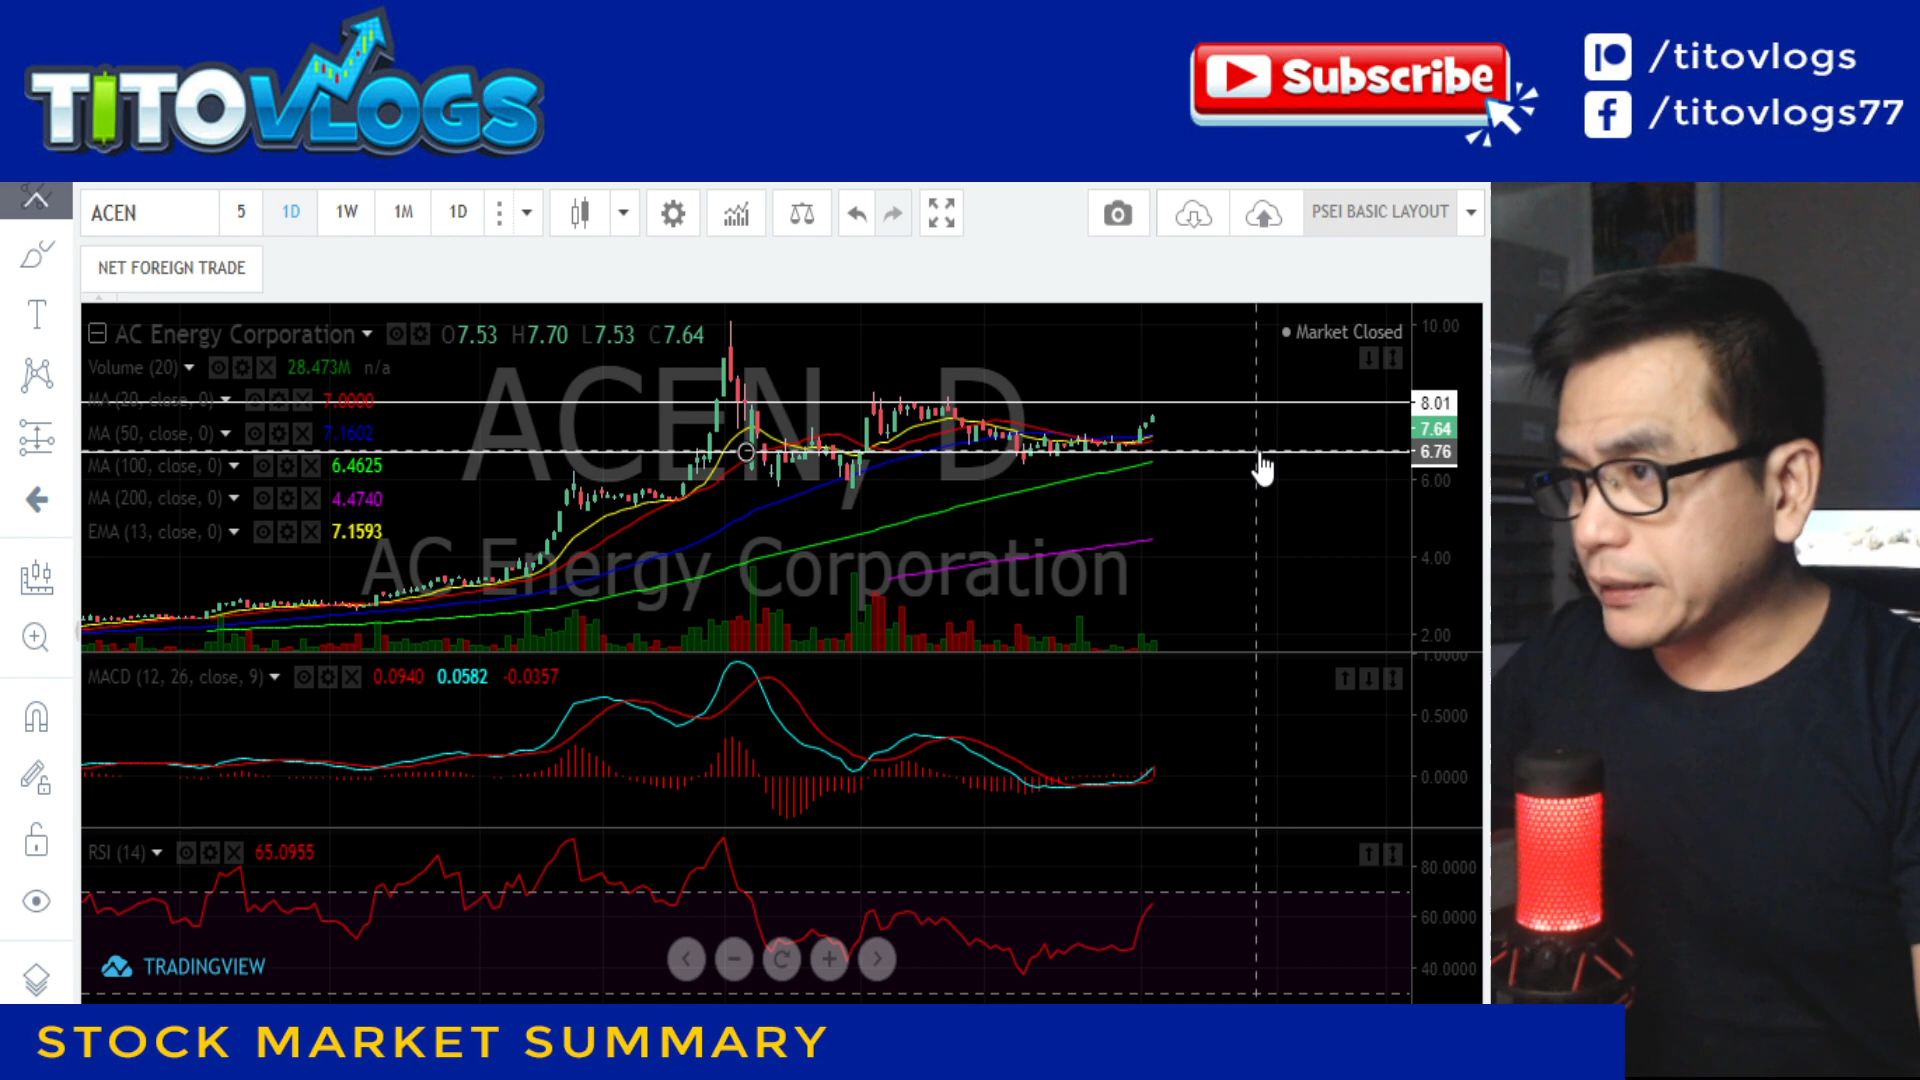 TITOVLOGS
Subscribe
/titovlogs
/titovlogs77
ACEN 5 1D 1W 1M 1D PSEI BASIC LAYOUT
NET FOREIGN TRADE
AC Energy Corporation O7.53 H7.70 L7.53 C7.64
Market Closed
Volume (20) 28.473M n/a
MA (20, close, 0) 7.0000
MA (50, close, 0) 7.1602
MA (100, close, 0) 6.4625
MA (200, close, 0) 4.4740
EMA (13, close, 0) 7.1593
ACEN, D
AC Energy Corporation
10.00
8.01
7.64
6.76
6.00
4.00
2.00
MACD (12, 26, close, 9) 0.0940 0.0582 -0.0357
1.0000
0.5000
0.0000
RSI (14) 65.0955
80.0000
60.0000
40.0000
TRADINGVIEW
STOCK MARKET SUMMARY